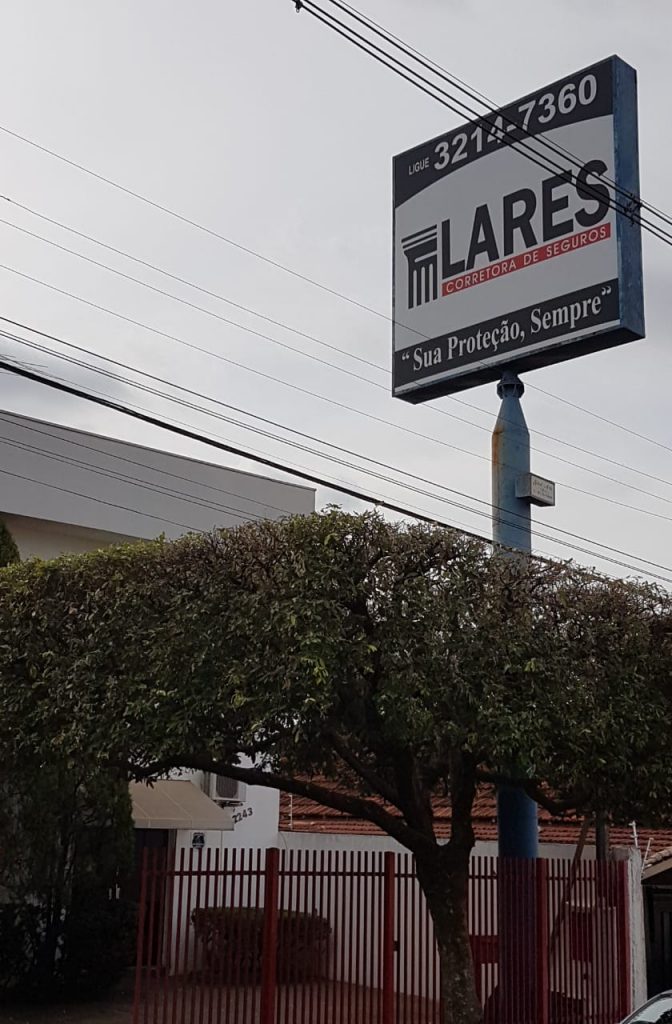 LIGUE 3214-7360
LARES
CORRETORA DE SEGUROS
“Sua Proteção, Sempre”
2243